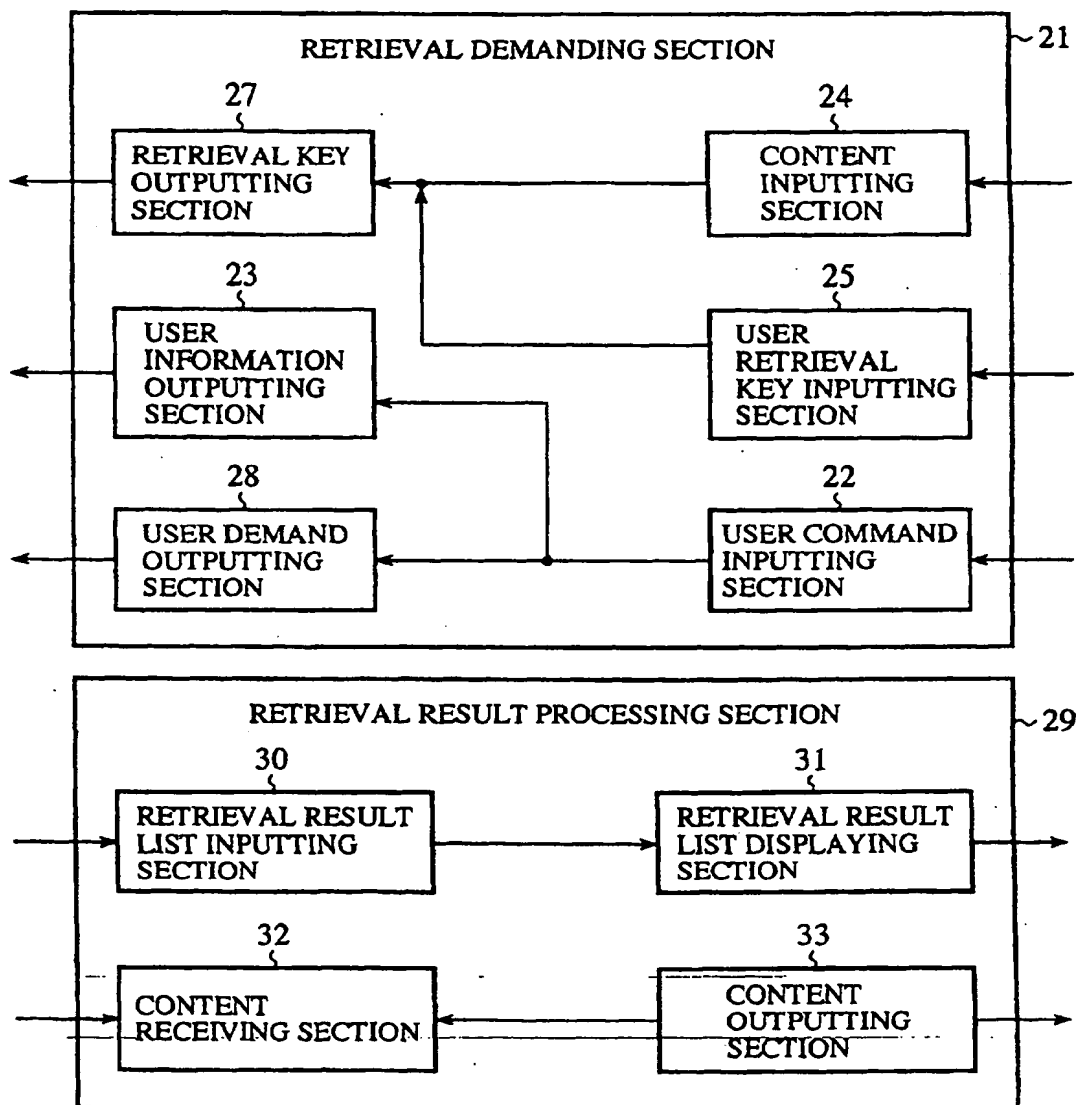 RETRIEVAL DEMANDING SECTION
21
27
RETRIEVAL KEY
OUTPUTTING
SECTION
24
CONTENT
INPUTTING
SECTION
23
USER
INFORMATION
OUTPUTTING
SECTION
25
USER
RETRIEVAL
KEY INPUTTING
SECTION
28
USER DEMAND
OUTPUTTING
SECTION
22
USER COMMAND
INPUTTING
SECTION
RETRIEVAL RESULT PROCESSING SECTION
29
30
RETRIEVAL RESULT
LIST INPUTTING
SECTION
31
RETRIEVAL RESULT
LIST DISPLAYING
SECTION
32
CONTENT
RECEIVING SECTION
33
CONTENT
OUTPUTTING
SECTION